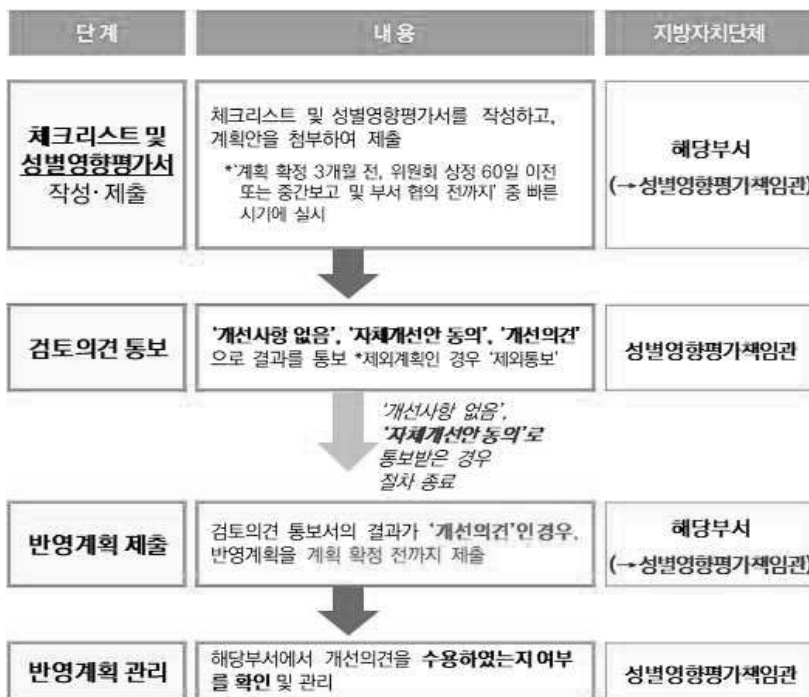 단계 내용 지방자치단체
체크리스트 및
성별영향평가서
작성·제출
체크리스트 및 성별영향평가서를 작성하고,
계획안을 첨부하여 제출
*'계획 확정 3개월 전, 위원회 상정 60일 이전
또는 중간보고 및 부서 협의 전까지' 중 빠른
시기에 실시
해당부서
(→성별영향평가책임관)
검토의견 통보
'개선사항 없음', '자체개선안 동의', '개선의견'
으로 결과를 통보 *제외계획인 경우 '제외통보'
성별영향평가책임관
'개선사항 없음',
'자체개선안 동의'로
통보받은 경우
절차 종료
반영계획 제출
검토의견 통보서의 결과가 '개선의견'인 경우,
반영계획을 계획 확정 전까지 제출
해당부서
(→성별영향평가책임관)
반영계획 관리
해당부서에서 개선의견을 수용하였는지 여부
를 확인 및 관리
성별영향평가책임관